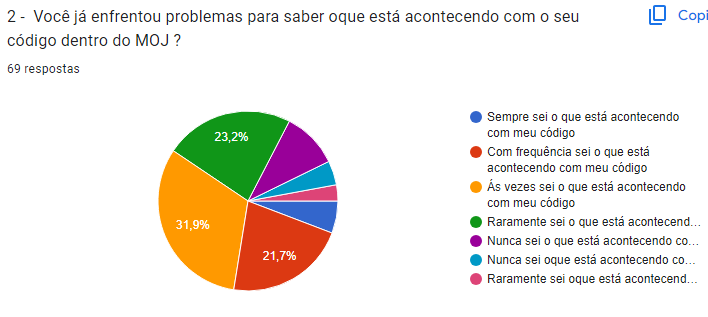 2 -  Você já enfrentou problemas para saber oque está acontecendo com o seu
código dentro do MOJ ?
Copi
69 respostas
23,2%
31,9%
21,7%
Sempre sei o que está acontecendo
com meu código
Com frequência sei o que está
acontecendo com meu código
Ás vezes sei o que está acontecendo
com meu código
Raramente sei o que está acontecend…
Nunca sei o que está acontecendo co…
Nunca sei oque está acontecendo co…
Raramente sei oque está acontecend…